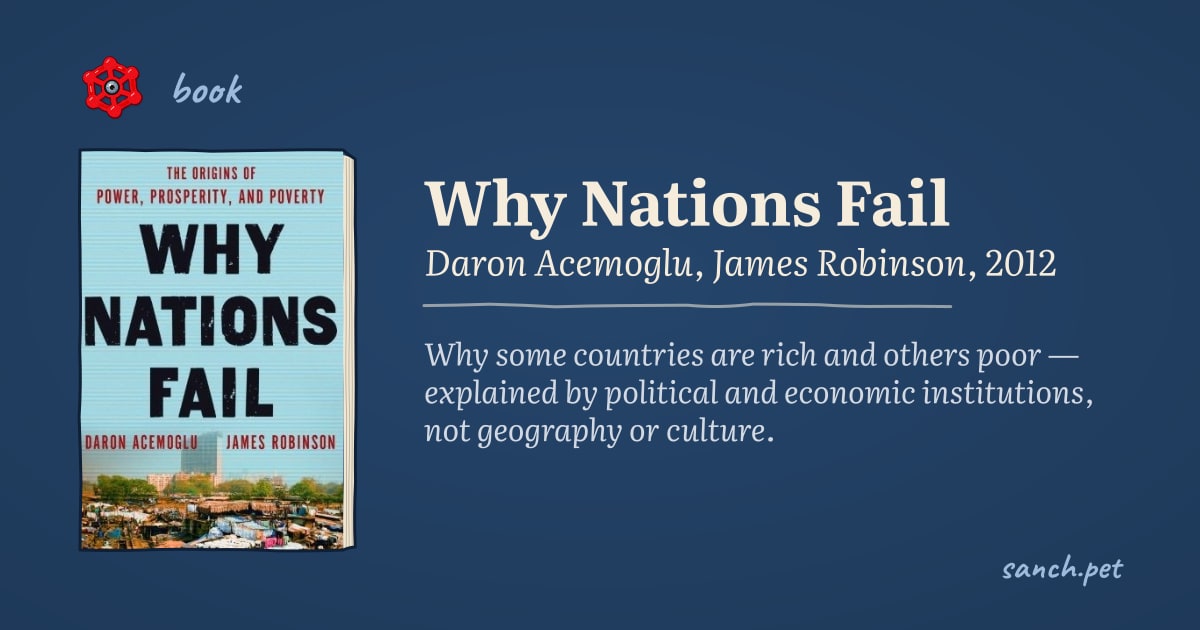 book
THE ORIGINS OF
POWER, PROSPERITY, AND POVERTY
WHY
NATIONS
FAIL
DARON ACEMOGLU JAMES ROBINSON
Why Nations Fail
Daron Acemoglu, James Robinson, 2012
Why some countries are rich and others poor —
explained by political and economic institutions,
not geography or culture.
sanch.pet